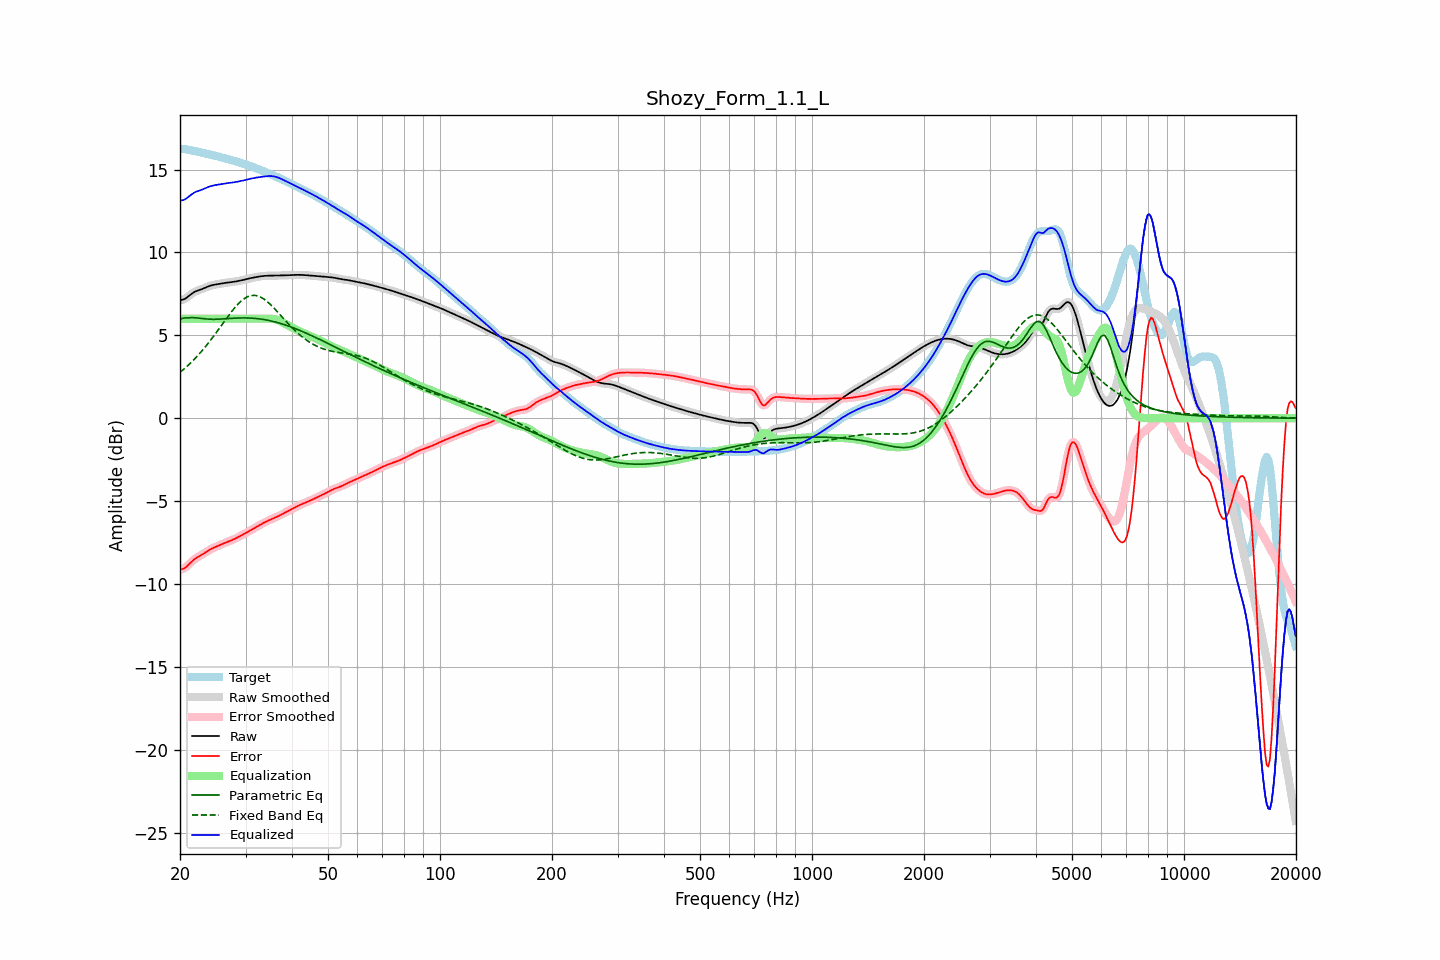 Shozy_Form_1.1_L
Amplitude (dBr)
15
10
5
0
−5
−10
−15
−20
−25
Target
Raw Smoothed
Error Smoothed
Raw
Error
Equalization
Parametric Eq
Fixed Band Eq
Equalized
20 50 100 200 500 1000 2000 5000 10000 20000
Frequency (Hz)